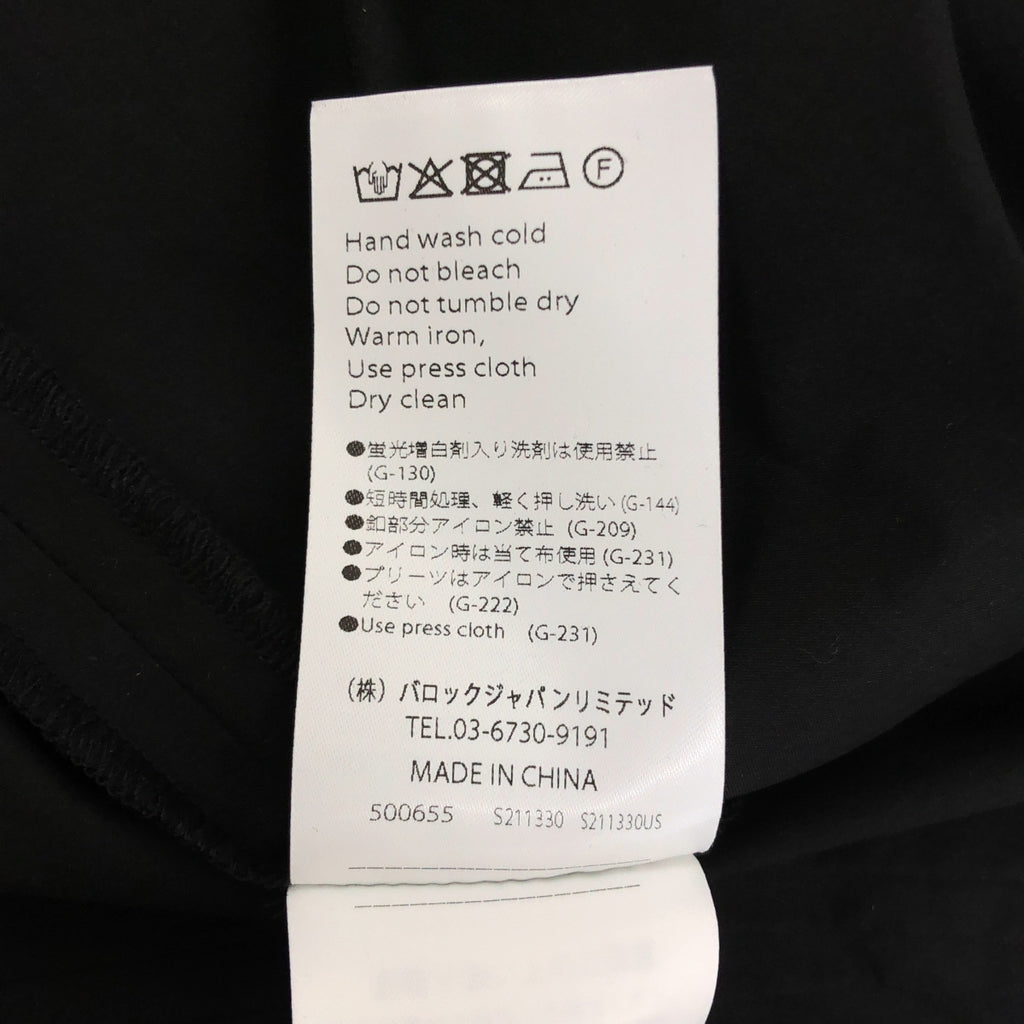 F
Hand wash cold
Do not bleach
Do not tumble dry
Warm iron,
Use press cloth
Dry clean
●蛍光増白剤入り洗剤は使用禁止
(G-130)
●短時間処理、軽く押し洗い (G-144)
●釦部分アイロン禁止 (G-209)
●アイロン時は当て布使用 (G-231)
●プリーツはアイロンで押さえてく
ださい (G-222)
●Use press cloth (G-231)
(株) バロックジャパンリミテッド
TEL.03-6730-9191
MADE IN CHINA
500655 S211330 S211330US